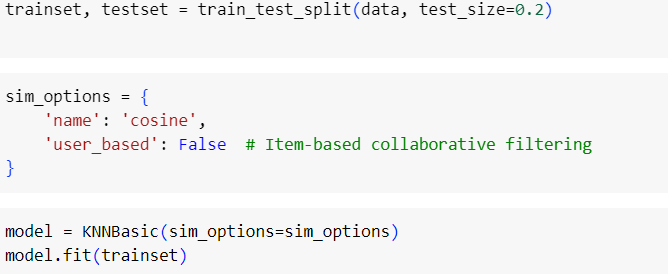 trainset, testset = train_test_split(data, test_size=0.2)
sim_options = {
    'name': 'cosine',
    'user_based': False  # Item-based collaborative filtering
}
model = KNNBasic(sim_options=sim_options)
model.fit(trainset)